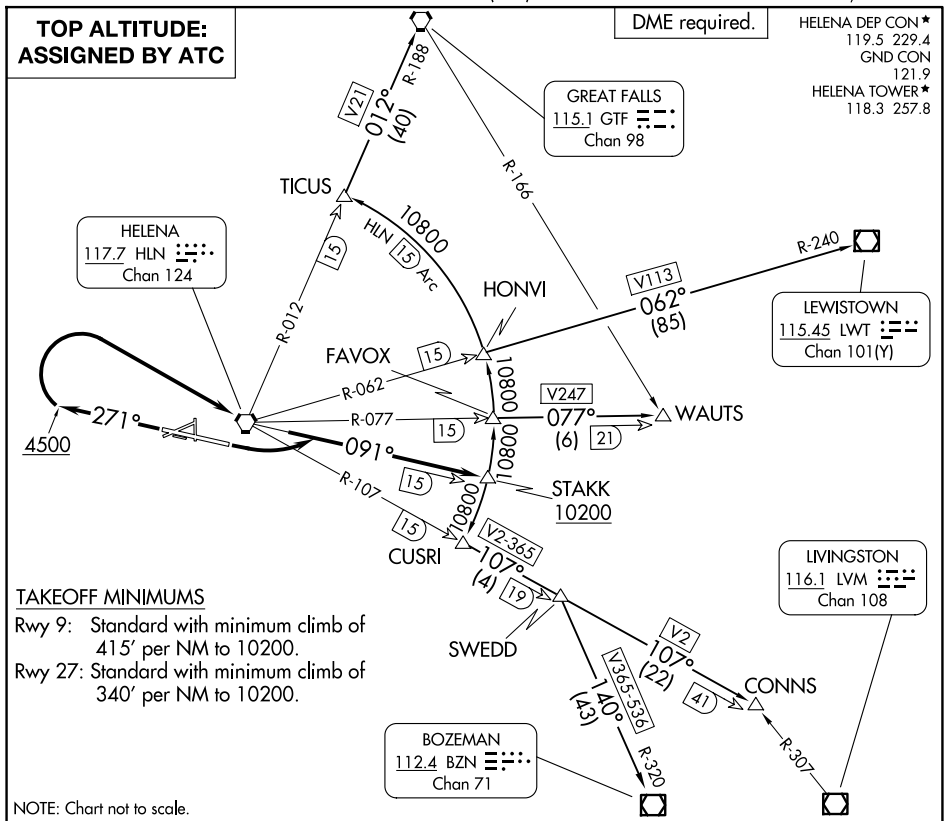 TOP ALTITUDE:
ASSIGNED BY ATC
DME required.
HELENA DEP CON ★
119.5 229.4
GND CON
121.9
HELENA TOWER ★
118.3 257.8
R-188
V21
012°
(40)
GREAT FALLS
115.1 GTF
Chan 98
R-166
TICUS
10800
HLN 15 Arc
HELENA
117.7 HLN
Chan 124
15
R-012
R-240
V113
062°
(85)
HONVI
LEWISTOWN
115.45 LWT
Chan 101(Y)
FAVOX
15
R-062
10800
V247
077°
(6)
21
WAUTS
R-077
15
271°
4500
091°
15
10800
STAKK
10200
R-107
15
10800
CUSRI
V2-365
107°
(4)
19
SWEDD
LIVINGSTON
116.1 LVM
Chan 108
TAKEOFF MINIMUMS
Rwy 9: Standard with minimum climb of
415' per NM to 10200.
Rwy 27: Standard with minimum climb of
340' per NM to 10200.
V2
107°
(22)
41
CONNS
V365-536
140°
(43)
R-320
R-307
BOZEMAN
112.4 BZN
Chan 71
NOTE: Chart not to scale.